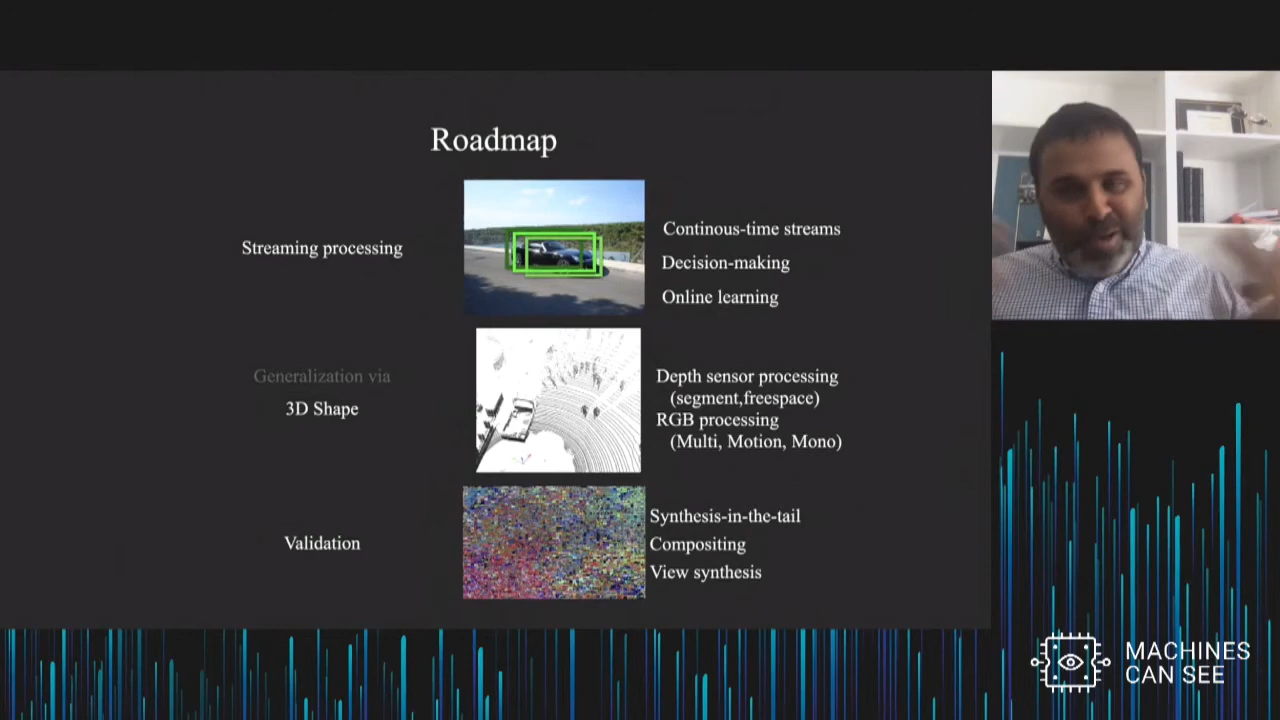 Roadmap
Streaming processing
Continous-time streams
Decision-making
Online learning
Generalization via
3D Shape
Depth sensor processing
(segment,freespace)
RGB processing
(Multi, Motion, Mono)
Validation
Synthesis-in-the-tail
Compositing
View synthesis
MACHINES
CAN SEE